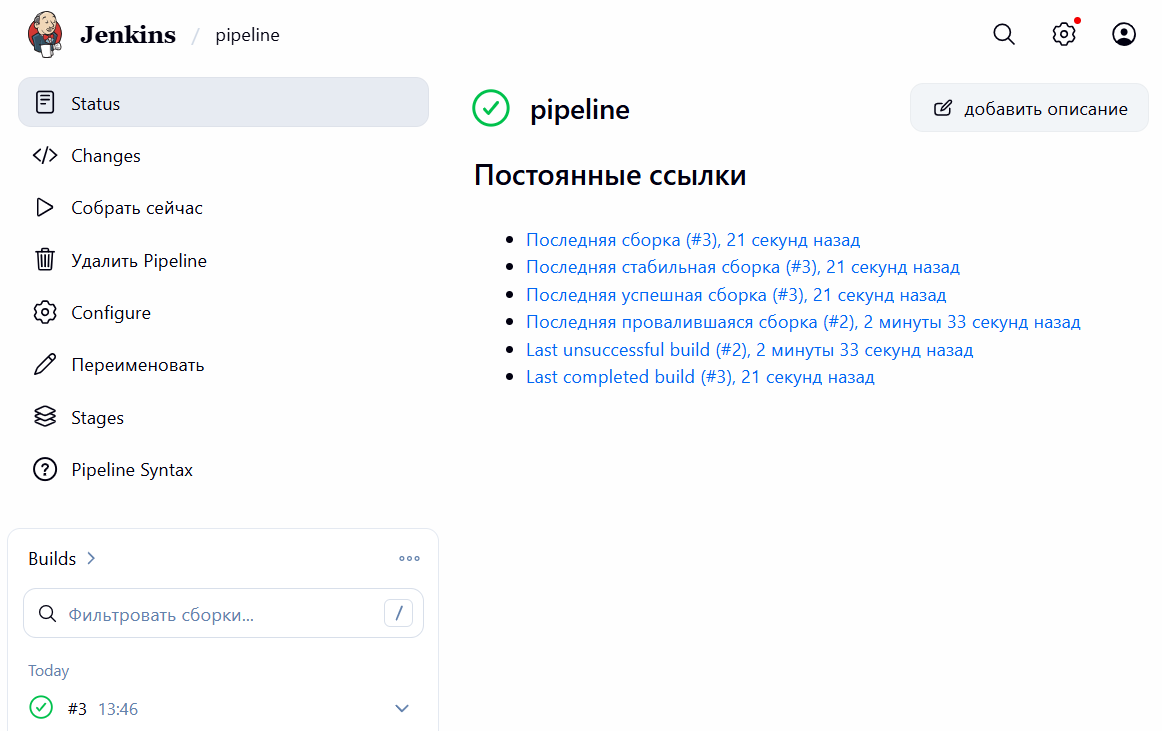 Jenkins / pipeline
Status
Changes
Собрать сейчас
Удалить Pipeline
Configure
Переименовать
Stages
Pipeline Syntax
Builds
Фильтровать сборки... /
Today
#3 13:46
pipeline
добавить описание
Постоянные ссылки
Последняя сборка (#3), 21 секунд назад
Последняя стабильная сборка (#3), 21 секунд назад
Последняя успешная сборка (#3), 21 секунд назад
Последняя провалившаяся сборка (#2), 2 минуты 33 секунд назад
Last unsuccessful build (#2), 2 минуты 33 секунд назад
Last completed build (#3), 21 секунд назад